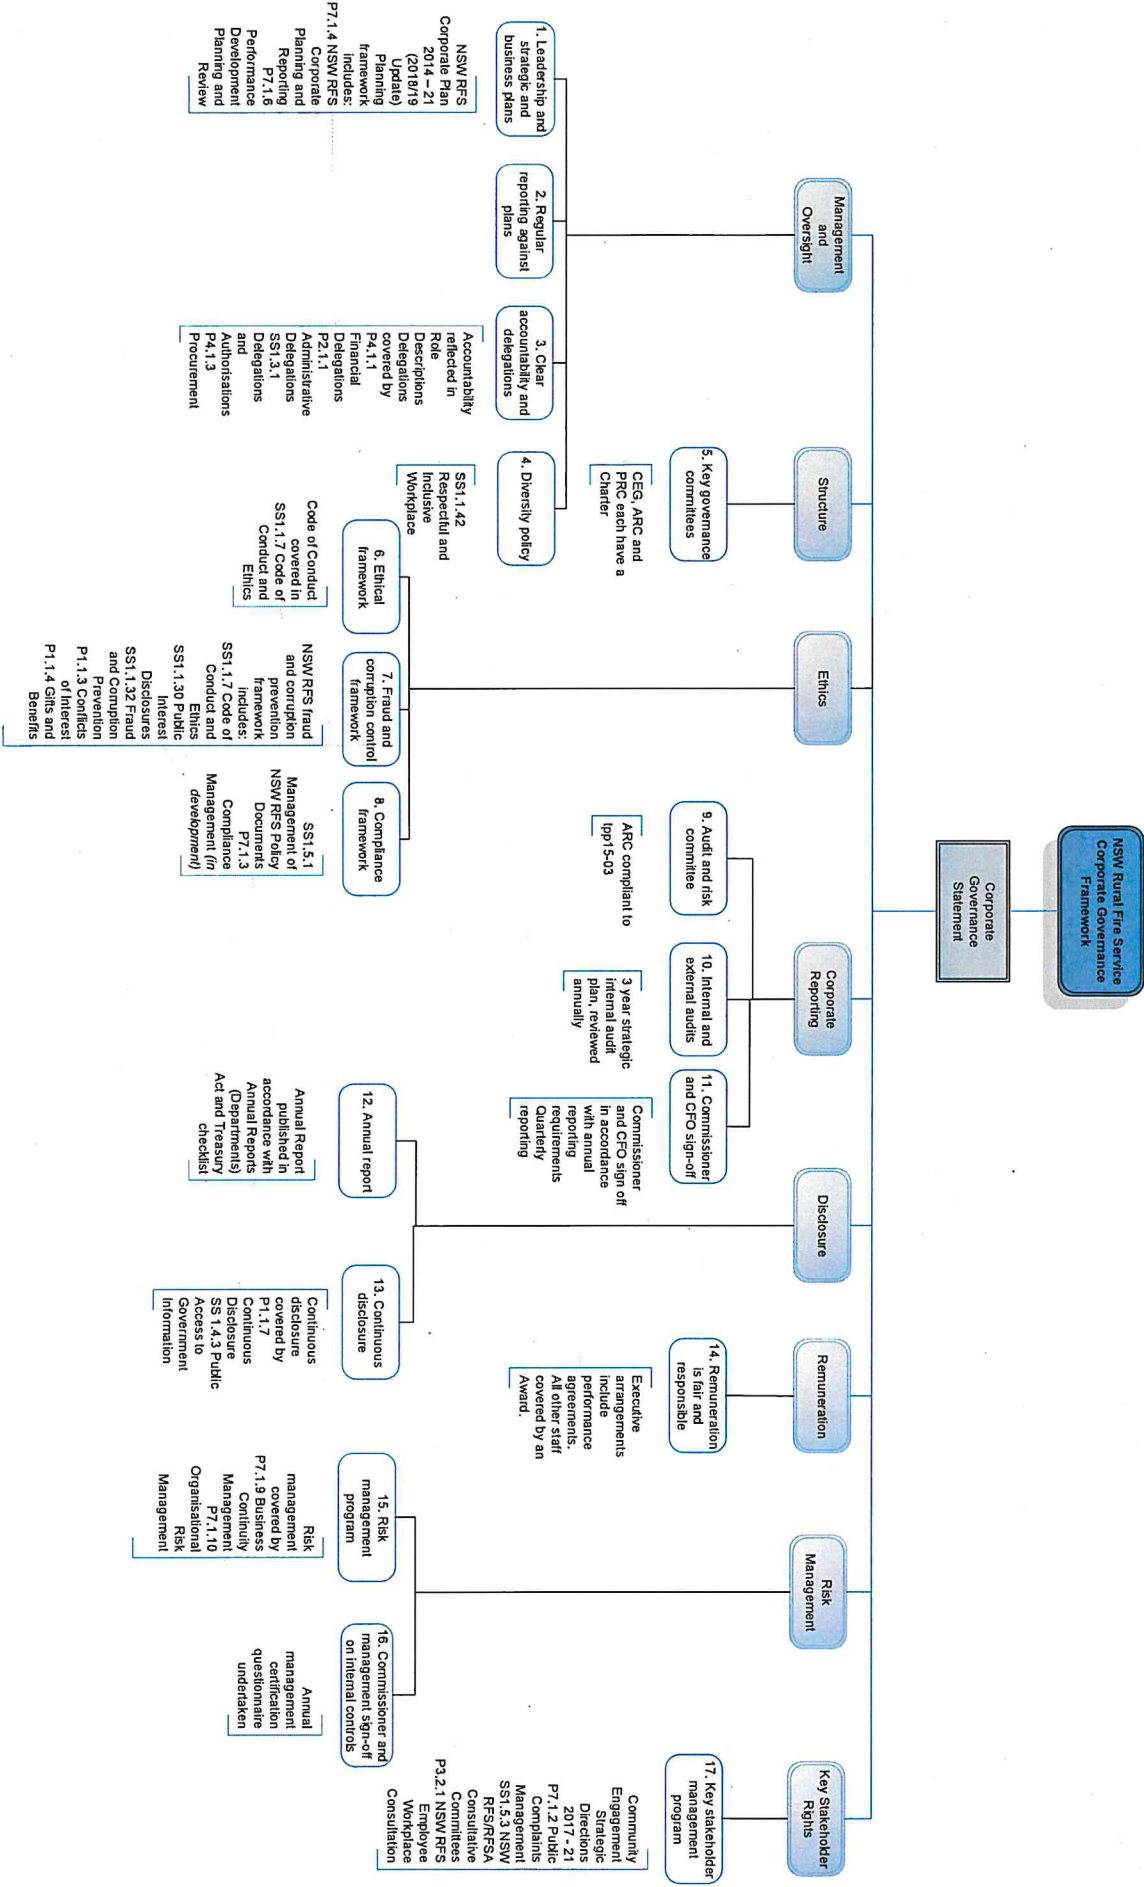 NSW Rural Fire Service
Corporate Governance
Framework
Corporate
Governance
Statement
Management
and
Oversight
Structure
Ethics
Corporate
Reporting
Disclosure
Remuneration
Risk
Management
Key Stakeholder
Rights
1. Leadership and
strategic and
business plans
NSW RFS
Corporate Plan
2014 – 21
(2018/19
Update)
Planning
framework
includes:
P7.1.4 NSW RFS
Corporate
Planning and
Reporting
P7.1.6
Performance
Development
Planning and
Review
2. Regular
reporting against
plans
3. Clear
accountability and
delegations
Accountability
reflected in
Role
Descriptions
Delegations
covered by
P4.1.1
Financial
Delegations
P2.1.1
Administrative
Delegations
SS1.3.1
Delegations
and
Authorisations
P4.1.3
Procurement
4. Diversity policy
SS1.1.42
Respectful and
Inclusive
Workplace
5. Key governance
committees
CEG, ARC and
PRC each have a
Charter
6. Ethical
framework
Code of Conduct
covered in
SS1.1.7 Code of
Conduct and
Ethics
7. Fraud and
corruption control
framework
NSW RFS fraud
and corruption
prevention
framework
includes:
SS1.1.7 Code of
Conduct and
Ethics
SS1.1.30 Public
Interest
Disclosures
SS1.1.32 Fraud
and Corruption
Prevention
P1.1.3 Conflicts
of Interest
P1.1.4 Gifts and
Benefits
8. Compliance
framework
SS1.5.1
Management of
NSW RFS Policy
Documents
P7.1.3
Compliance
Management (in
development)
9. Audit and risk
committee
ARC compliant to
tpp15-03
10. Internal and
external audits
3 year strategic
internal audit
plan, reviewed
annually
11. Commissioner
and CFO sign-off
Commissioner
and CFO sign off
in accordance
with annual
reporting
requirements
Quarterly
reporting
12. Annual report
Annual Report
published in
accordance with
Annual Reports
(Departments)
Act and Treasury
checklist
13. Continuous
disclosure
Continuous
disclosure
covered by
P1.1.7
Continuous
Disclosure
SS 1.4.3 Public
Access to
Government
Information
14. Remuneration
is fair and
responsible
Executive
arrangements
include
performance
agreements.
All other staff
covered by an
Award.
15. Risk
management
program
Risk
management
covered by
P7.1.9 Business
Continuity
Management
P7.1.10
Organisational
Risk
Management
16. Commissioner and
management sign-off
on internal controls
Annual
management
certification
questionnaire
undertaken
17. Key stakeholder
management
program
Community
Engagement
Strategic
Directions
2017 - 21
P7.1.2 Public
Complaints
Management
SS1.5.3 NSW
RFS/RFSA
Consultative
Committees
P3.2.1 NSW RFS
Employee
Workplace
Consultation